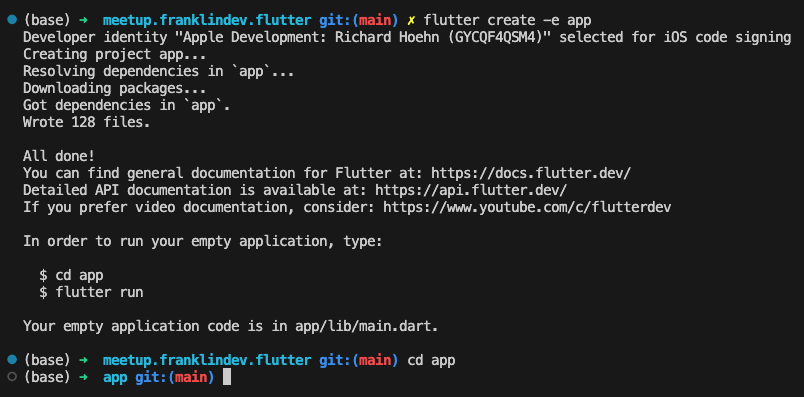 (base) ➜ meetup.franklindev.flutter git:(main) ✗ flutter create -e app
Developer identity "Apple Development: Richard Hoehn (GYCQF4QSM4)" selected for iOS code signing
Creating project app...
Resolving dependencies in `app`...
Downloading packages...
Got dependencies in `app`.
Wrote 128 files.
All done!
You can find general documentation for Flutter at: https://docs.flutter.dev/
Detailed API documentation is available at: https://api.flutter.dev/
If you prefer video documentation, consider: https://www.youtube.com/c/flutterdev
In order to run your empty application, type:
$ cd app
$ flutter run
Your empty application code is in app/lib/main.dart.
(base) ➜ meetup.franklindev.flutter git:(main) cd app
(base) ➜ app git:(main)